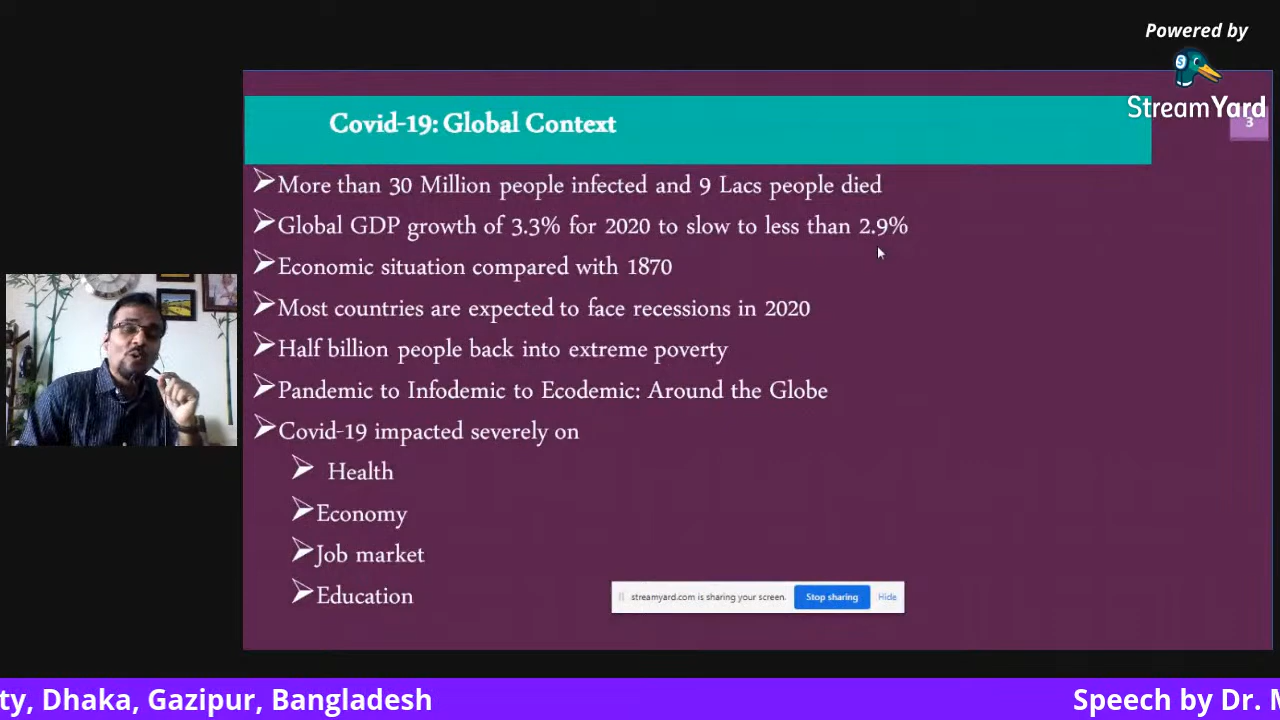 Powered by
StreamYard
Covid-19: Global Context
3
More than 30 Million people infected and 9 Lacs people died
Global GDP growth of 3.3% for 2020 to slow to less than 2.9%
Economic situation compared with 1870
Most countries are expected to face recessions in 2020
Half billion people back into extreme poverty
Pandemic to Infodemic to Ecodemic: Around the Globe
Covid-19 impacted severely on
Health
Economy
Job market
Education
streamyard.com is sharing your screen. Stop sharing Hide
ty, Dhaka, Gazipur, Bangladesh Speech by Dr. M